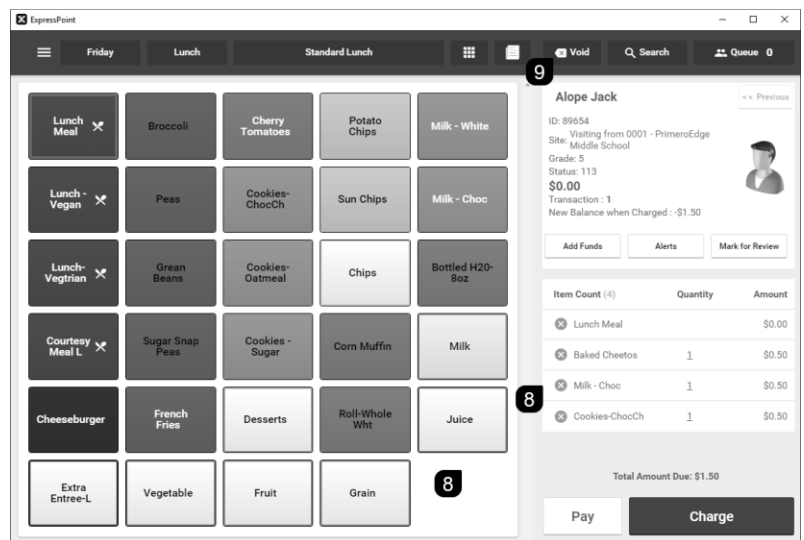 ExpressPoint
Friday
Lunch
Standard Lunch
Void
Search
Queue 0
9
Lunch
Meal
Broccoli
Cherry
Tomatoes
Potato
Chips
Milk - White
Lunch -
Vegan
Peas
Cookies-
ChocCh
Sun Chips
Milk - Choc
Lunch-
Vegtrian
Grean
Beans
Cookies-
Oatmeal
Chips
Bottled H20-
8oz
Courtesy
Meal L
Sugar Snap
Peas
Cookies -
Sugar
Corn Muffin
Milk
Cheeseburger
French
Fries
Desserts
Roll-Whole
Wht
Juice
Extra
Entree-L
Vegetable
Fruit
Grain
8
Alope Jack
<< Previous
ID: 89654
Site: Visiting from 0001 - PrimeroEdge
Middle School
Grade: 5
Status: 113
$0.00
Transaction : 1
New Balance when Charged : -$1.50
Add Funds
Alerts
Mark for Review
Item Count (4) Quantity Amount
Lunch Meal $0.00
Baked Cheetos 1 $0.50
Milk - Choc 1 $0.50
8
Cookies-ChocCh 1 $0.50
Total Amount Due: $1.50
Pay
Charge